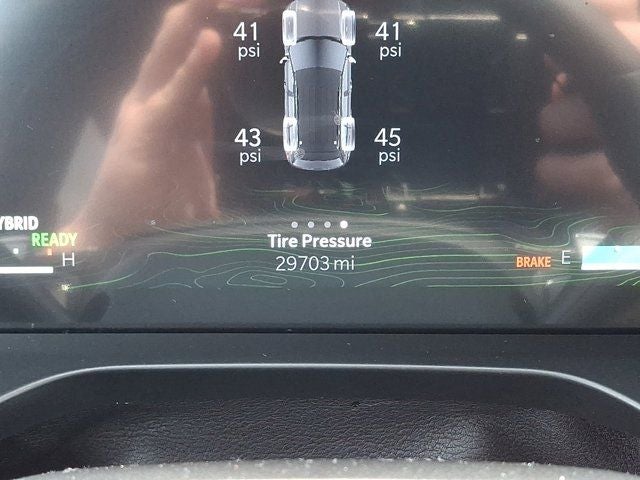 41 psi
41 psi
43 psi
45 psi
YBRID
READY
H
Tire Pressure
29703 mi
BRAKE
E